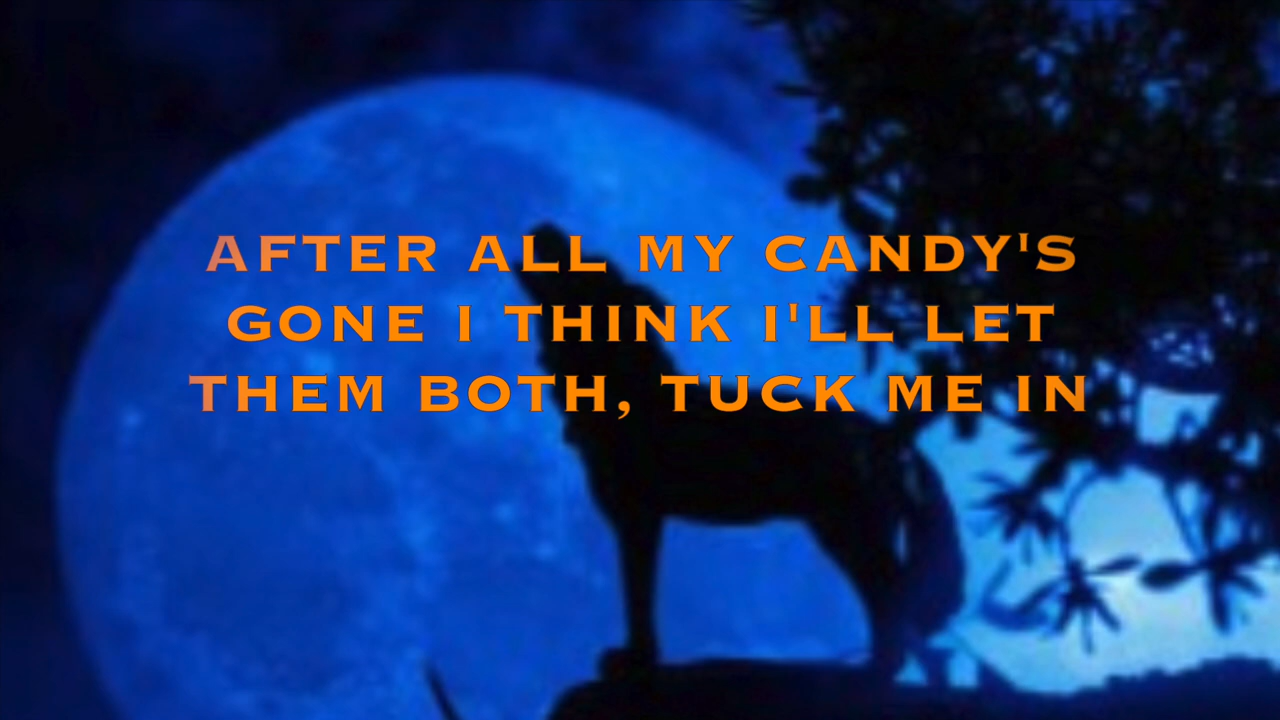 AFTER ALL MY CANDY'S
GONE I THINK I'LL LET
THEM BOTH, TUCK ME IN